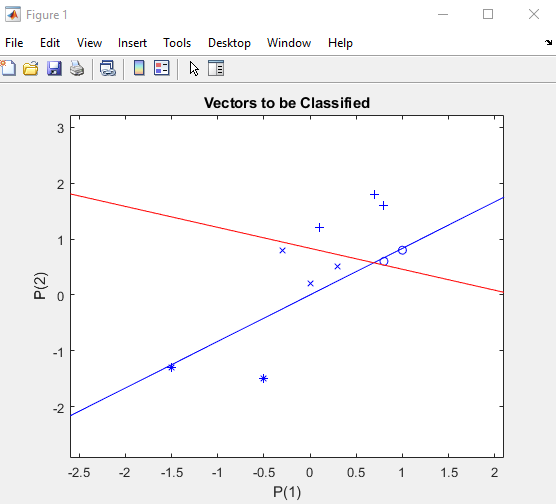 Figure 1
File Edit View Insert Tools Desktop Window Help
Vectors to be Classified
3
2
1
0
-1
-2
P(2)
-2.5 -2 -1.5 -1 -0.5 0 0.5 1 1.5 2
P(1)